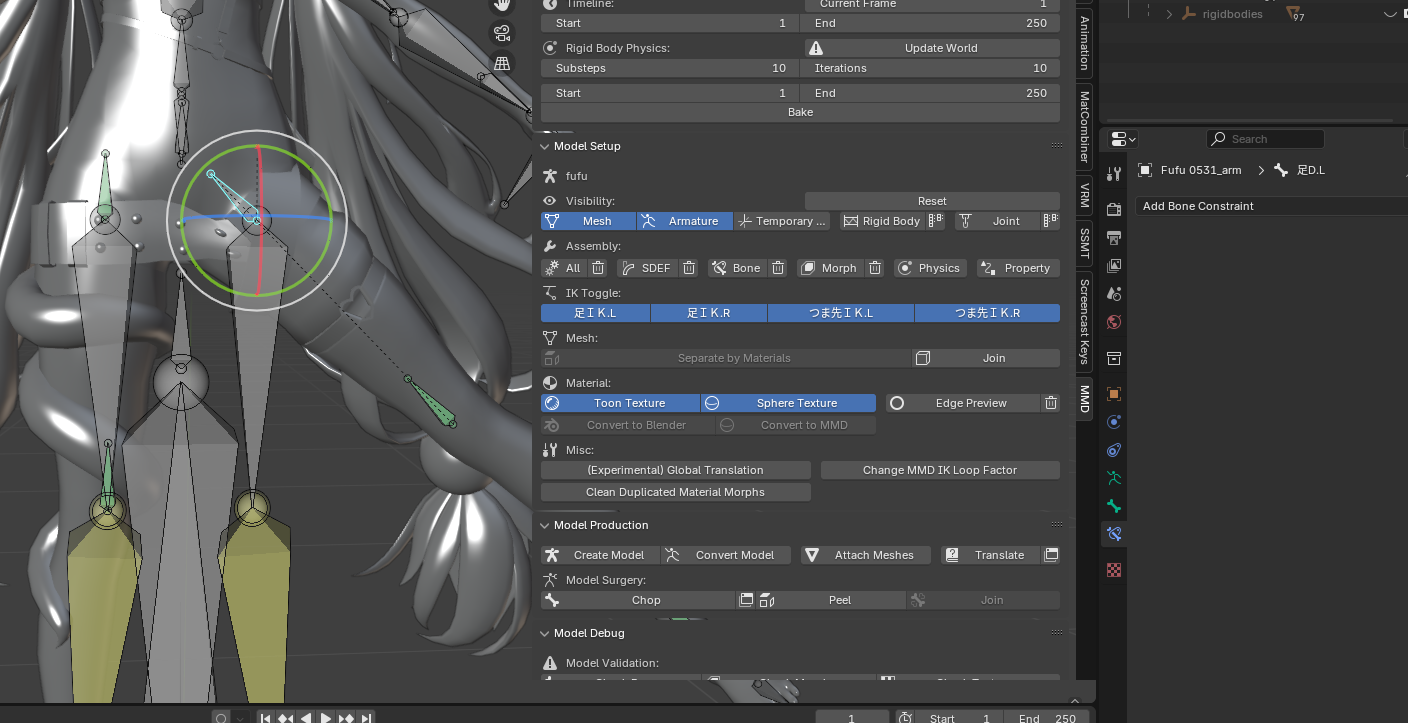 Timeline:
Current Frame 1
Start 1 End 250
Rigid Body Physics: Update World
Substeps 10 Iterations 10
Start 1 End 250
Bake
Model Setup
fufu
Visibility: Reset
Mesh Armature Temporary ... Rigid Body Joint
Assembly:
All SDEF Bone Morph Physics Property
IK Toggle:
足ＩＫ.L 足ＩＫ.R つま先ＩＫ.L つま先ＩＫ.R
Mesh:
Separate by Materials Join
Material:
Toon Texture Sphere Texture Edge Preview
Convert to Blender Convert to MMD
Misc:
(Experimental) Global Translation Change MMD IK Loop Factor
Clean Duplicated Material Morphs
Model Production
Create Model Convert Model Attach Meshes Translate
Model Surgery:
Chop Peel Join
Model Debug
Model Validation:
Animation
MatCombiner
VRM
SSMT
Screencast Keys
MMD
rigidbodies 97
Search
Fufu 0531_arm 足D.L
Add Bone Constraint
1 Start 1 End 250